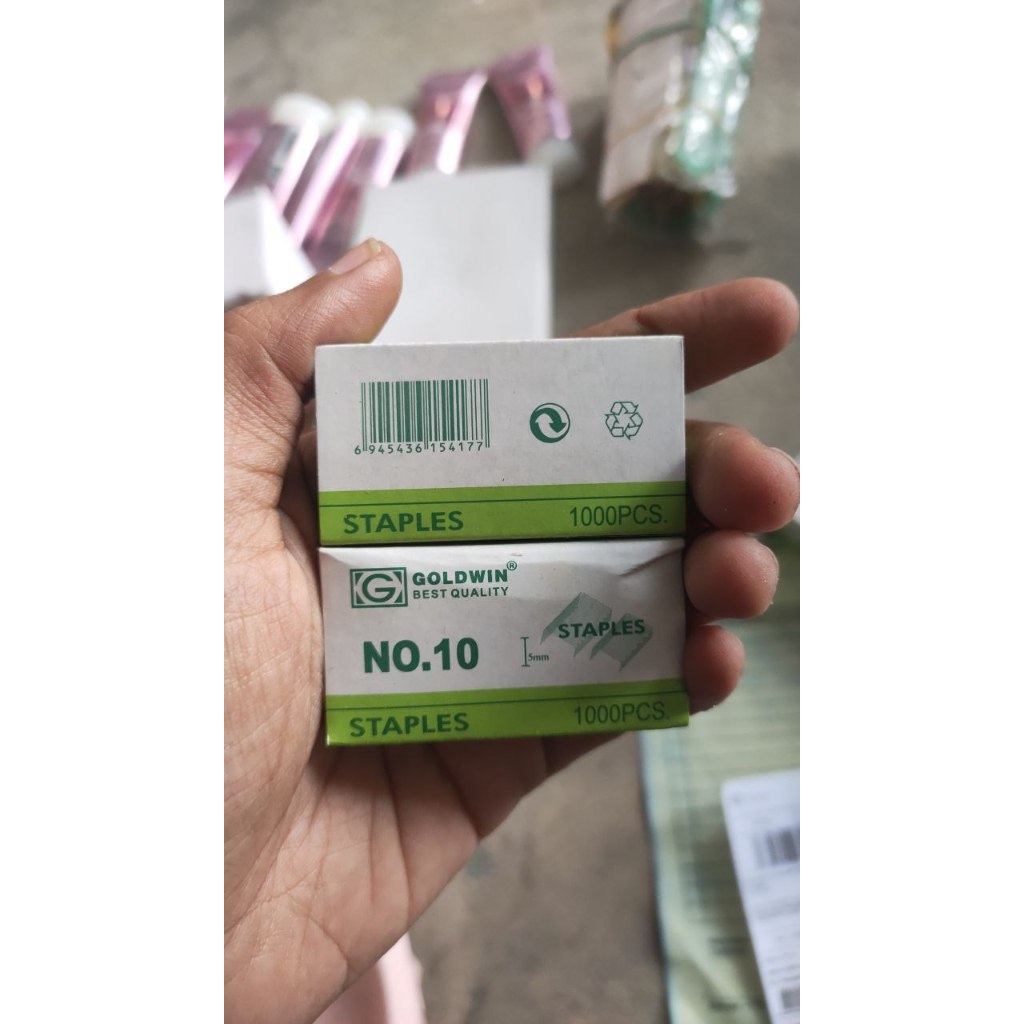 6 945436 154177
STAPLES
1000PCS.
GOLDWIN®
BEST QUALITY
NO.10
5mm
STAPLES
STAPLES
1000PCS.